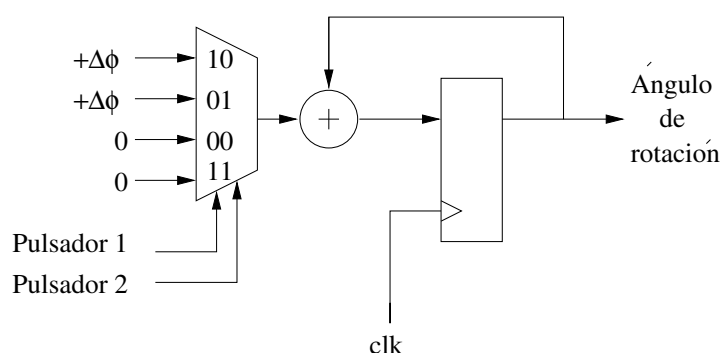 +Δϕ 10
+Δϕ 01
0 00
0 11
+
Ángulo
de
rotación
Pulsador 1
Pulsador 2
clk